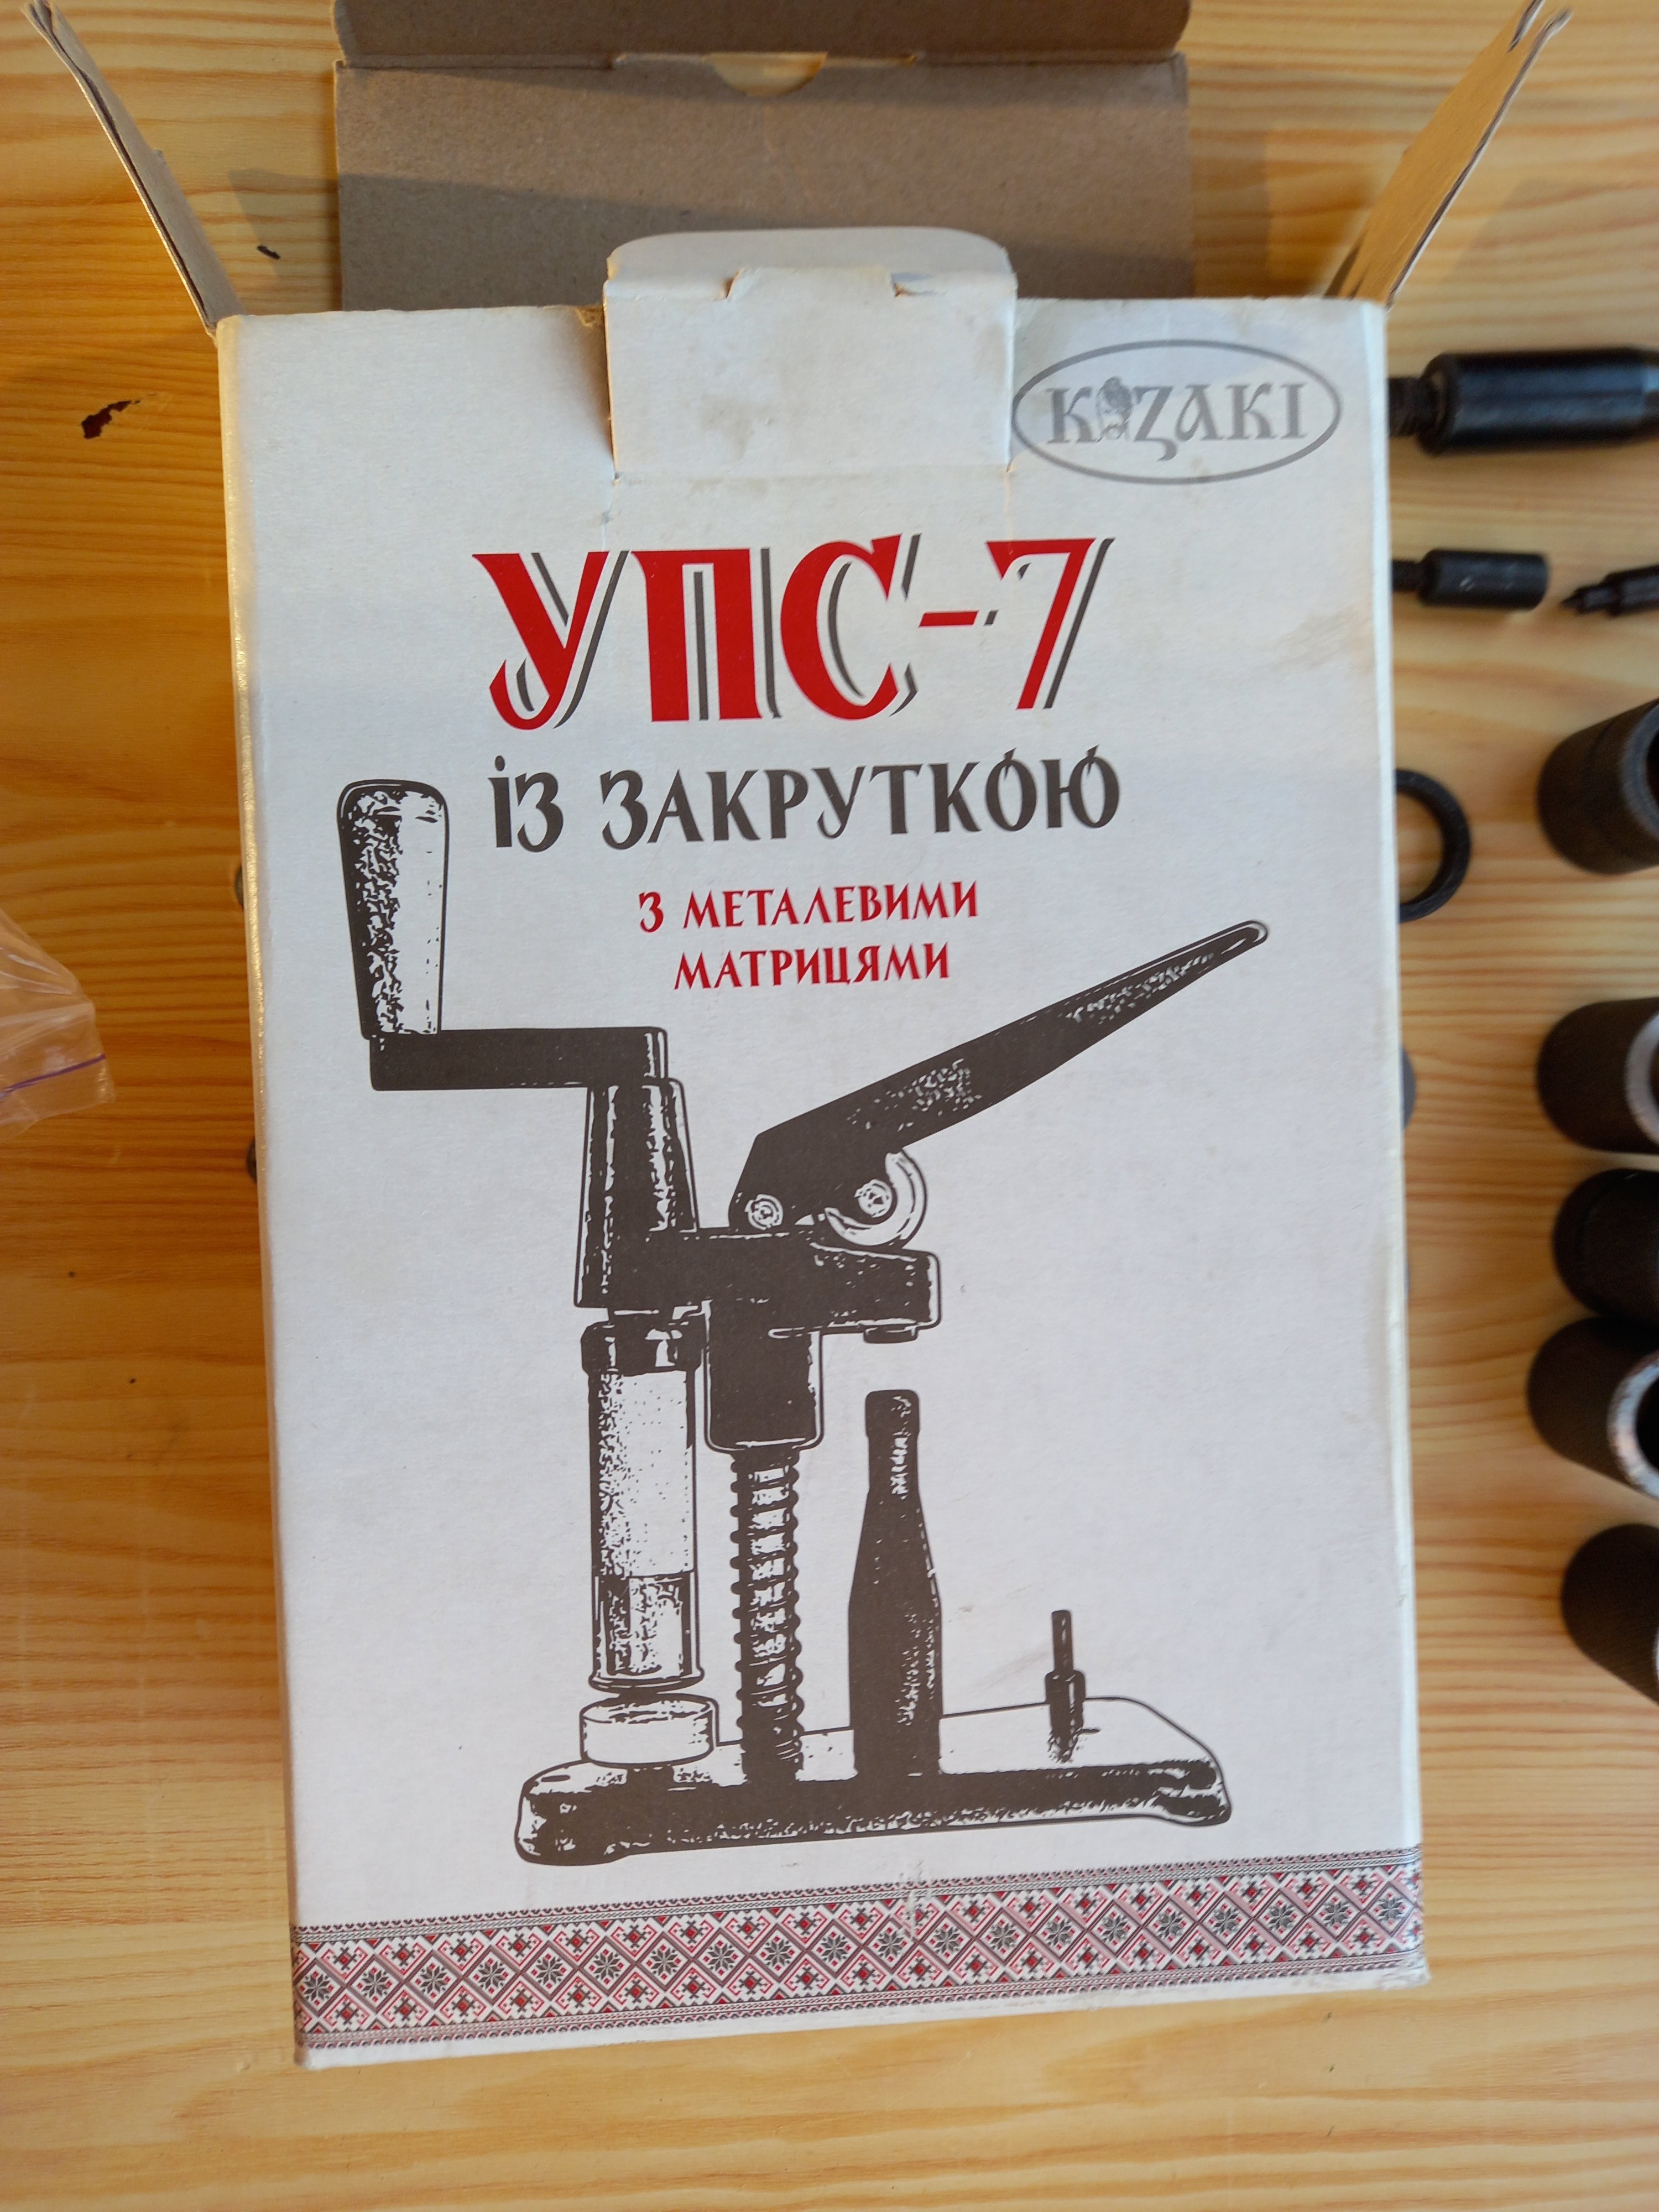 KOZAKI
УПС-7
ІЗ ЗАКРУТКОЮ
З МЕТАЛЕВИМИ
МАТРИЦЯМИ